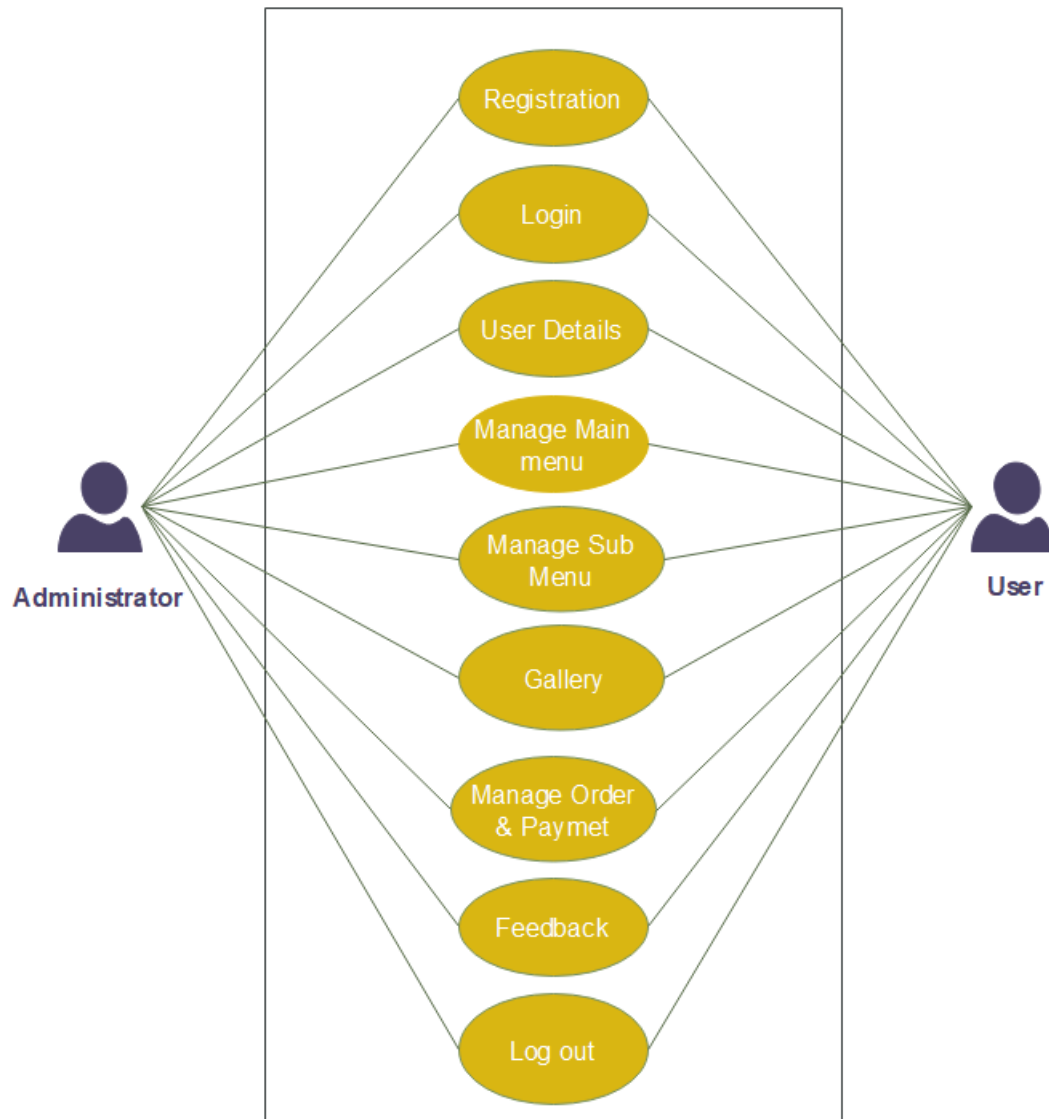 Registration
Login
User Details
Manage Main
menu
Manage Sub
Menu
Gallery
Manage Order
& Paymet
Feedback
Log out
Administrator
User